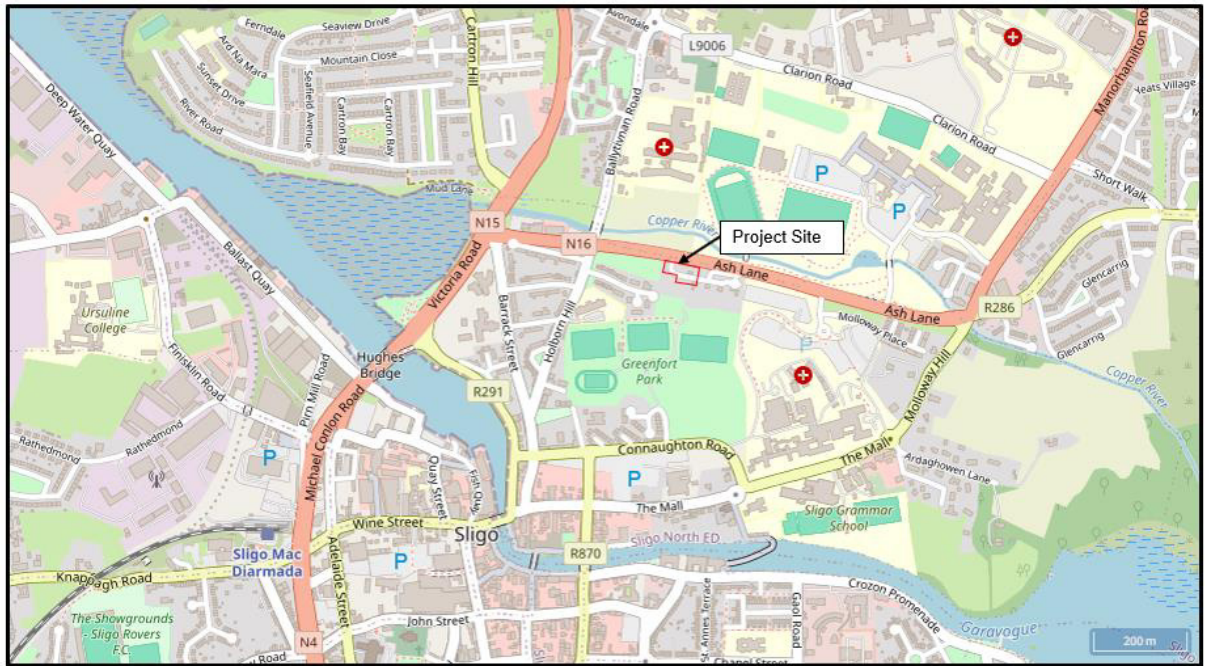 Ferndale
Seaview Drive
Ard Na Mara
Mountain Close
Sunset Drive
Seafield Avenue
River Road
Cartron Bay
Cartron Bay
Cartron Hill
Deep Water Quay
Mud Lane
Ballytivnan Road
L9006
Clarion Road
Clarion Road
Manorhamilton
Yeats Village
Short Walk
N15
N16
Copper River
P
P
Project Site
Ash Lane
Ash Lane
R286
Glencarrig
Glencarrig
Molloway Place
Copper River
Molloway Hill
Ballast Quay
Victoria Road
Barrack Street
Holborn Hill
Ursuline
College
Finisklin Road
Hughes
Bridge
Greenfort
Park
P
R291
Pirn Mill Road
Rathedmond
Rathedmond
Michael Conlon Road
P
Connaughton Road
P
The Mall
Ardaghowen Lane
Quay Street
Fish Quay
The Mall
Sligo Grammar
School
Wine Street
Sligo
Sligo North ED
Sligo Mac
Diarmada
P
R870
Knappagh Road
Adelaide Street
Crozon Promenade
The Showgrounds
- Sligo Rovers
F.C.
John Street
St. Annes Terrace
Gaol Road
Garavogue
N4
Road
Chapel Street
200 m